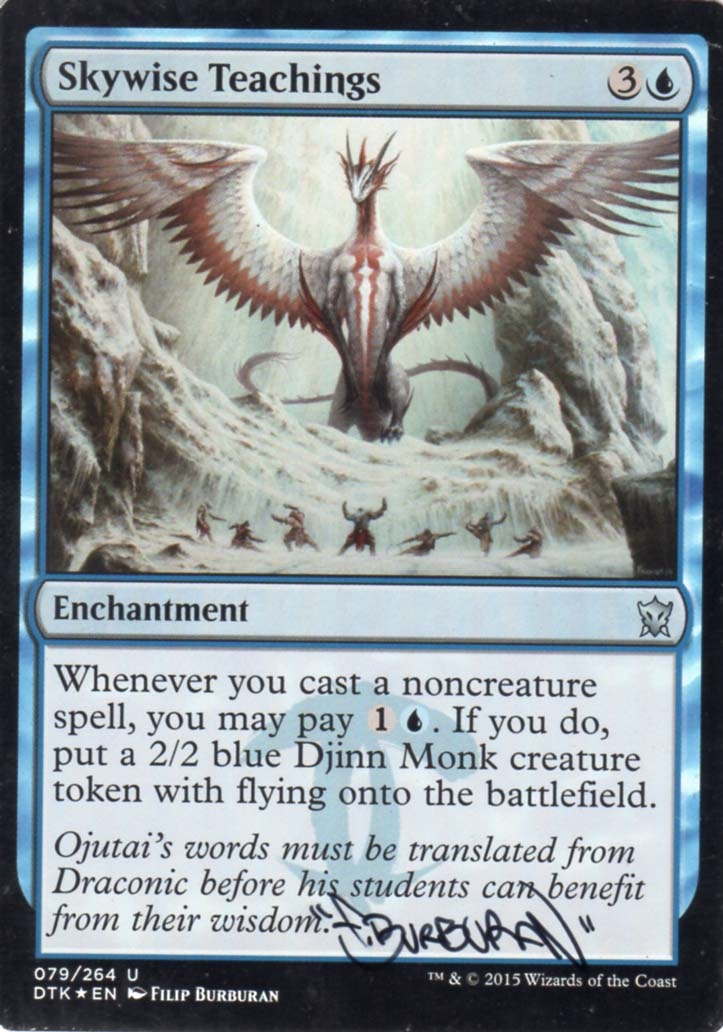 Skywise Teachings 3
Enchantment
Whenever you cast a noncreature
spell, you may pay 1 . If you do,
put a 2/2 blue Djinn Monk creature
token with flying onto the battlefield.
Ojutai's words must be translated from
Draconic before his students can benefit
from their wisdom.
"F. BURBURAN"
079/264 U
DTK★EN FILIP BURBURAN
™ & © 2015 Wizards of the Coast